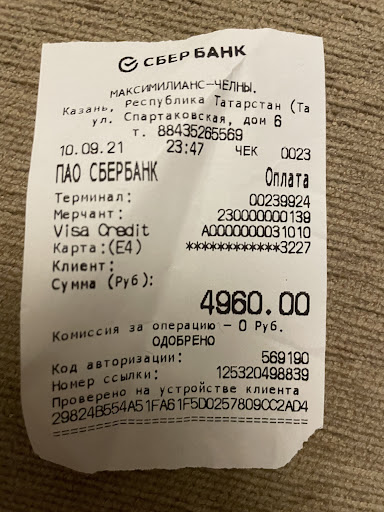 СБЕР БАНК
МАКСИМИЛИАНС-ЧЕЛНЫ.
Казань, Республика Татарстан (Та
ул. Спартаковская, дом 6
т. 88435265569
10.09.21 23:47 ЧЕК 0023
ПАО СБЕРБАНК Оплата
Терминал: 00239924
Мерчант: 230000000139
Visa Credit A0000000031010
Карта:(E4) ************3227
Клиент:
Сумма (Руб):
4960.00
Комиссия за операцию - 0 Руб.
ОДОБРЕНО
Код авторизации: 569190
Номер ссылки: 125320498839
Проверено на устройстве клиента
29824B554A51FA61F5D0257809CC2AD4
================================